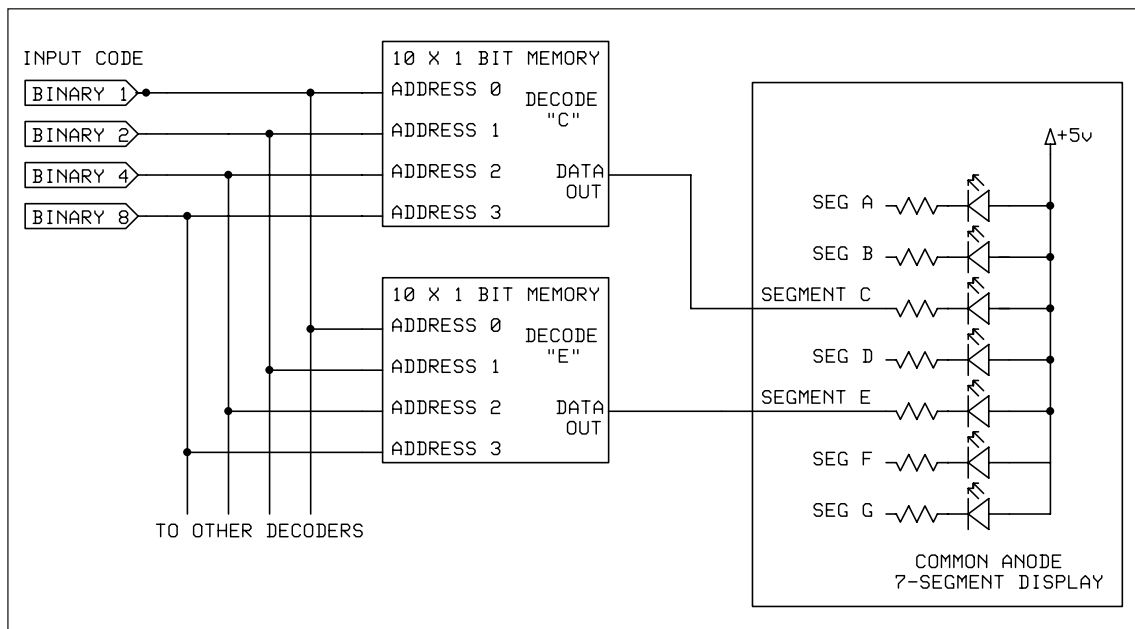 INPUT CODE
BINARY 1
BINARY 2
BINARY 4
BINARY 8
10 X 1 BIT MEMORY
ADDRESS 0
DECODE
"C"
ADDRESS 1
ADDRESS 2
DATA
OUT
ADDRESS 3
10 X 1 BIT MEMORY
ADDRESS 0
DECODE
"E"
ADDRESS 1
ADDRESS 2
DATA
OUT
ADDRESS 3
TO OTHER DECODERS
+5v
SEG A
SEG B
SEGMENT C
SEG D
SEGMENT E
SEG F
SEG G
COMMON ANODE
7-SEGMENT DISPLAY